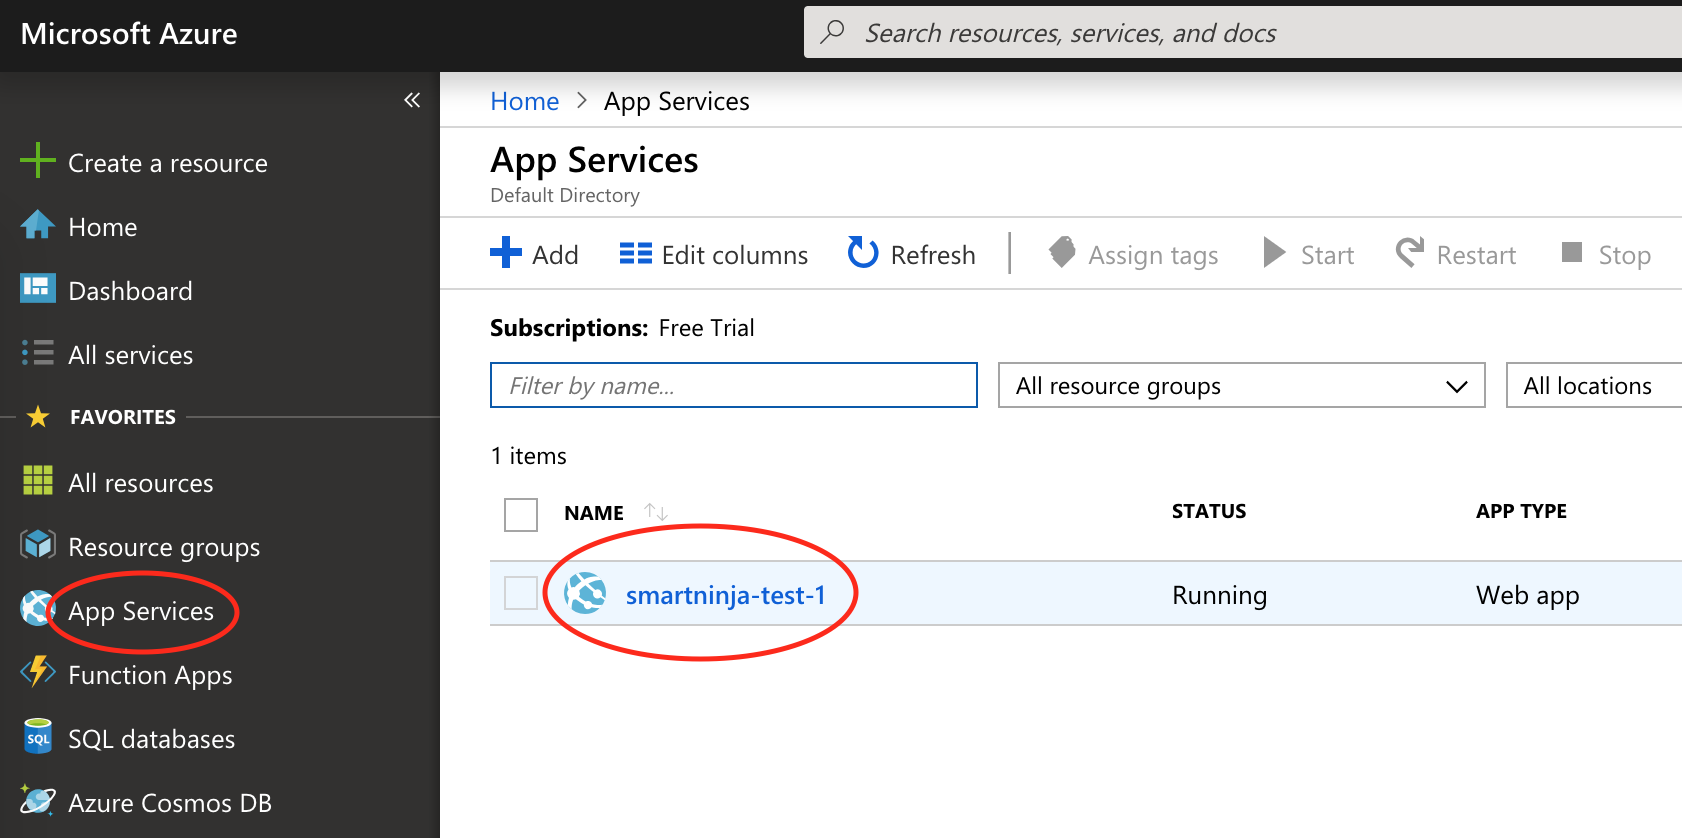 Microsoft Azure
Search resources, services, and docs
«
Create a resource
Home
Dashboard
All services
FAVORITES
All resources
Resource groups
App Services
Function Apps
SQL
SQL databases
Azure Cosmos DB
Home > App Services
App Services
Default Directory
Add Edit columns Refresh Assign tags Start Restart Stop
Subscriptions: Free Trial
Filter by name... All resource groups All locations
1 items
NAME STATUS APP TYPE
smartninja-test-1 Running Web app